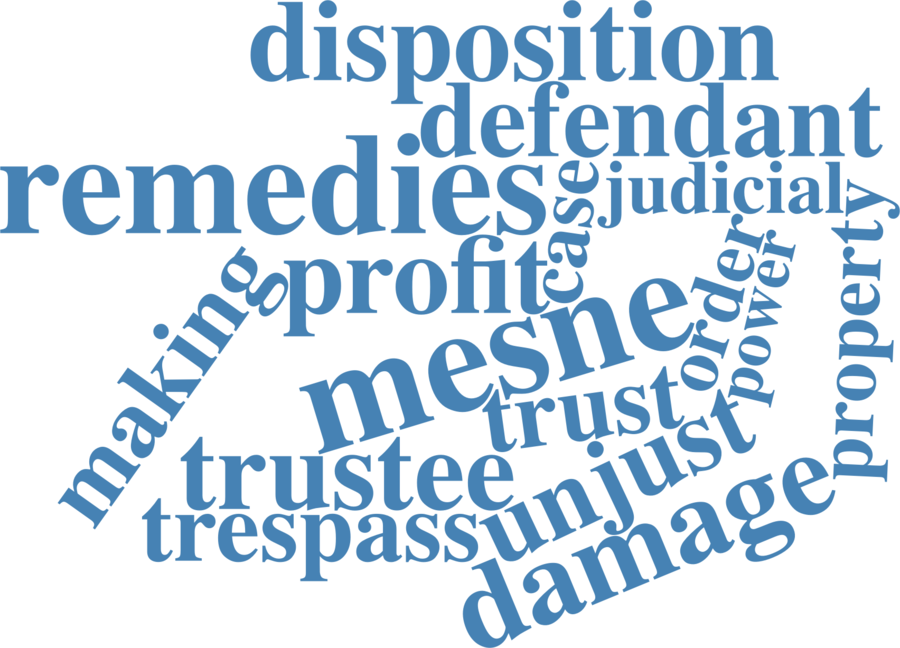 disposition
defendant
remedies
case
judicial
property
profit
order
power
making
mesne
trust
trustee
unjust
trespass
damage